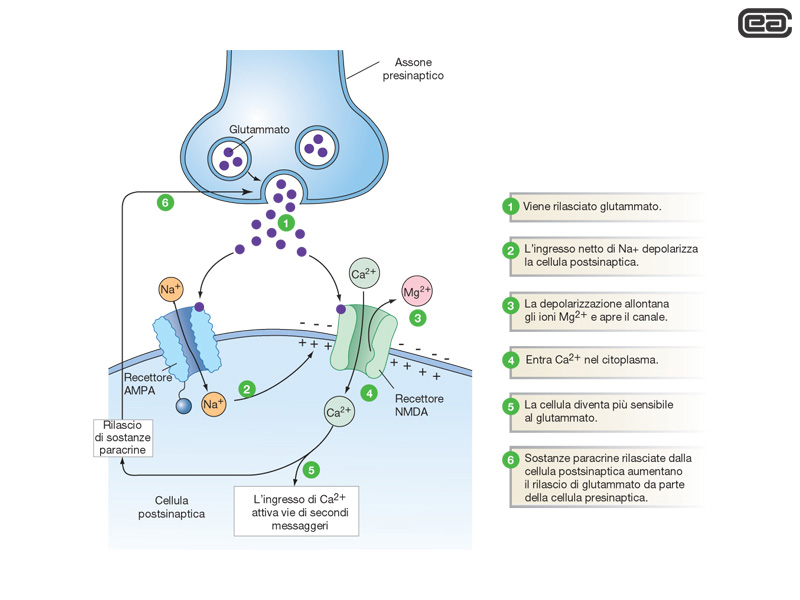 ea
Assone
presinaptico
Glutammato
6
1
Na+
Ca2+
Mg2+
3
- - -
+ + +
- - - -
+ + + +
Recettore
AMPA
2
4
Recettore
NMDA
Na+
Ca2+
Rilascio
di sostanze
paracrine
5
Cellula
postsinaptica
L'ingresso di Ca2+
attiva vie di secondi
messaggeri
1 Viene rilasciato glutammato.
2 L'ingresso netto di Na+ depolarizza
la cellula postsinaptica.
3 La depolarizzazione allontana
gli ioni Mg2+ e apre il canale.
4 Entra Ca2+ nel citoplasma.
5 La cellula diventa più sensibile
al glutammato.
6 Sostanze paracrine rilasciate dalla
cellula postsinaptica aumentano
il rilascio di glutammato da parte
della cellula presinaptica.